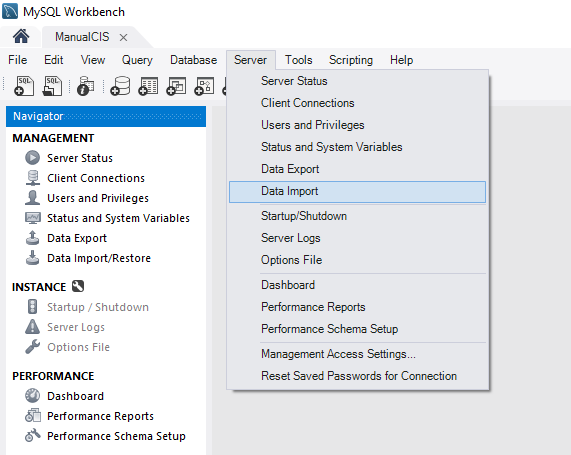 MySQL Workbench
ManualCIS
File Edit View Query Database Server Tools Scripting Help
SQL SQL
Navigator
MANAGEMENT
Server Status
Client Connections
Users and Privileges
Status and System Variables
Data Export
Data Import/Restore
INSTANCE
Startup / Shutdown
Server Logs
Options File
PERFORMANCE
Dashboard
Performance Reports
Performance Schema Setup
Server Status
Client Connections
Users and Privileges
Status and System Variables
Data Export
Data Import
Startup/Shutdown
Server Logs
Options File
Dashboard
Performance Reports
Performance Schema Setup
Management Access Settings...
Reset Saved Passwords for Connection